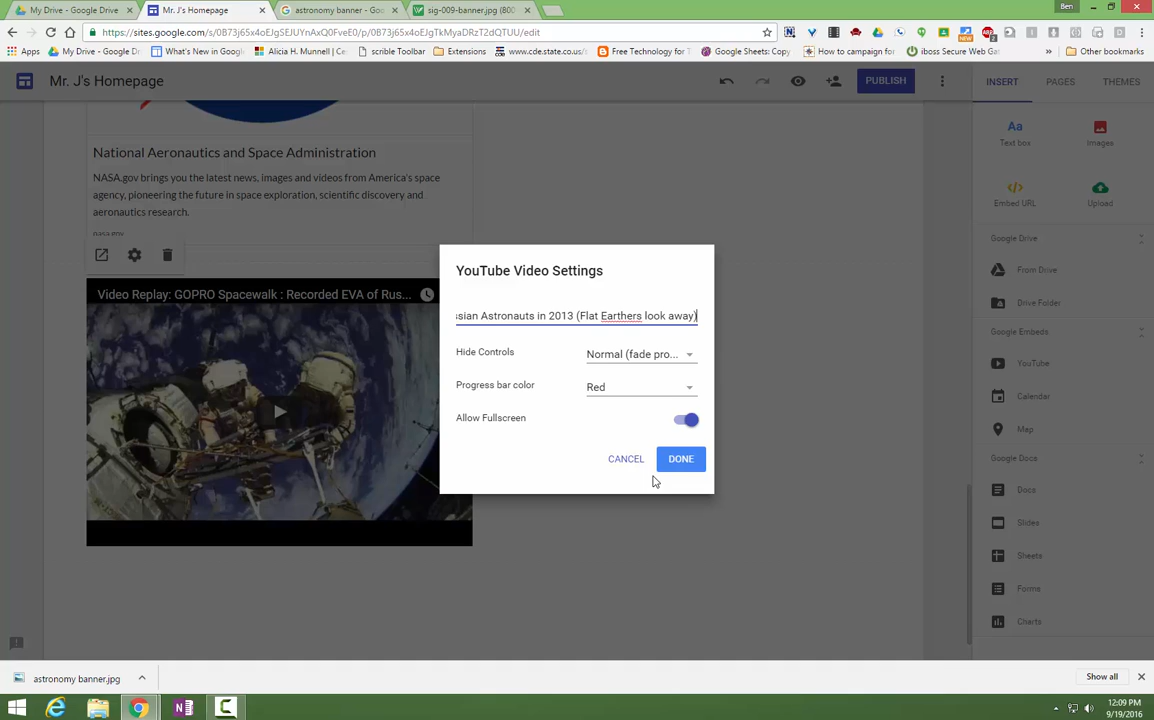 My Drive - Google Drive
Mr. J's Homepage
astronomy banner - Goo
sig-009-banner.jpg (800
Ben
https://sites.google.com/s/0B73j65x4oEJgSEJUYnAxQ0FveE0/p/0B73j65x4oEJgTkMyaDRzT2dQTUU/edit
Apps
My Drive - Google Dr
What's New in Googl
Alicia H. Munnell | Ce
scrible Toolbar
Extensions
www.cde.state.co.us/
Free Technology for T
Google Sheets: Copy
How to campaign for
iboss Secure Web Gat
Other bookmarks
Mr. J's Homepage
PUBLISH
INSERT
PAGES
THEMES
Text box
Images
Embed URL
Upload
Google Drive
From Drive
Drive Folder
Google Embeds
YouTube
Calendar
Map
Google Docs
Docs
Slides
Sheets
Forms
Charts
National Aeronautics and Space Administration
NASA.gov brings you the latest news, images and videos from America's space
agency, pioneering the future in space exploration, scientific discovery and
aeronautics research.
nasa.gov
Video Replay: GOPRO Spacewalk : Recorded EVA of Rus...
YouTube Video Settings
sian Astronauts in 2013 (Flat Earthers look away)
Hide Controls
Normal (fade pro...
Progress bar color
Red
Allow Fullscreen
CANCEL
DONE
astronomy banner.jpg
Show all
12:09 PM
9/19/2016